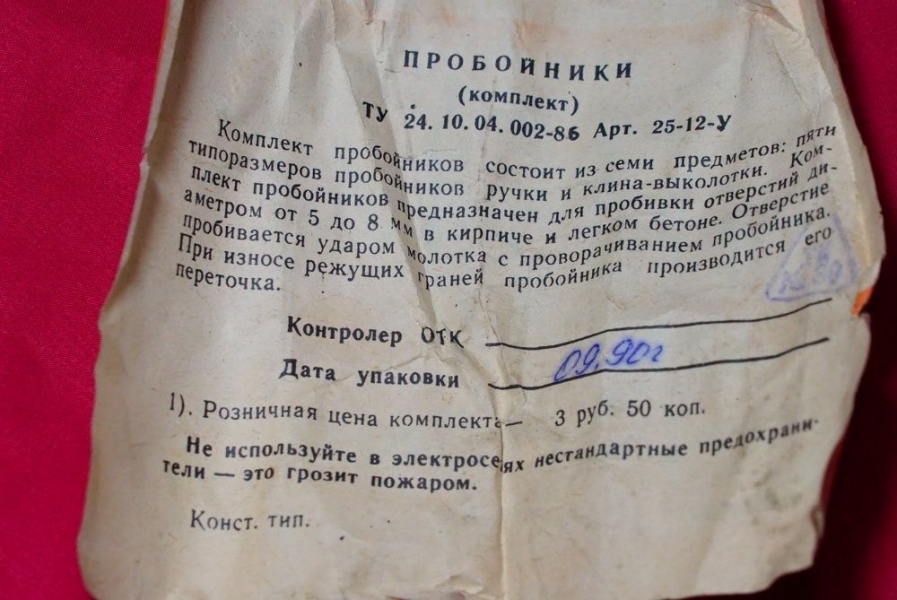 ПРОБОЙНИКИ
(комплект)
ТУ 24.10.04.002-86 Арт. 25-12-У
Комплект пробойников состоит из семи предметов: пяти
типоразмеров пробойников ручки и клина-выколотки. Ком-
плект пробойников предназначен для пробивки отверстий ди-
аметром от 5 до 8 мм в кирпиче и легком бетоне. Отверстие
пробивается ударом молотка с проворачиванием пробойника.
При износе режущих граней пробойника производится его
переточка.
Контролер ОТК
Дата упаковки 09.90г
1). Розничная цена комплекта— 3 руб. 50 коп.
Не используйте в электросетях нестандартные предохрани-
тели — это грозит пожаром.
Конст. тип.